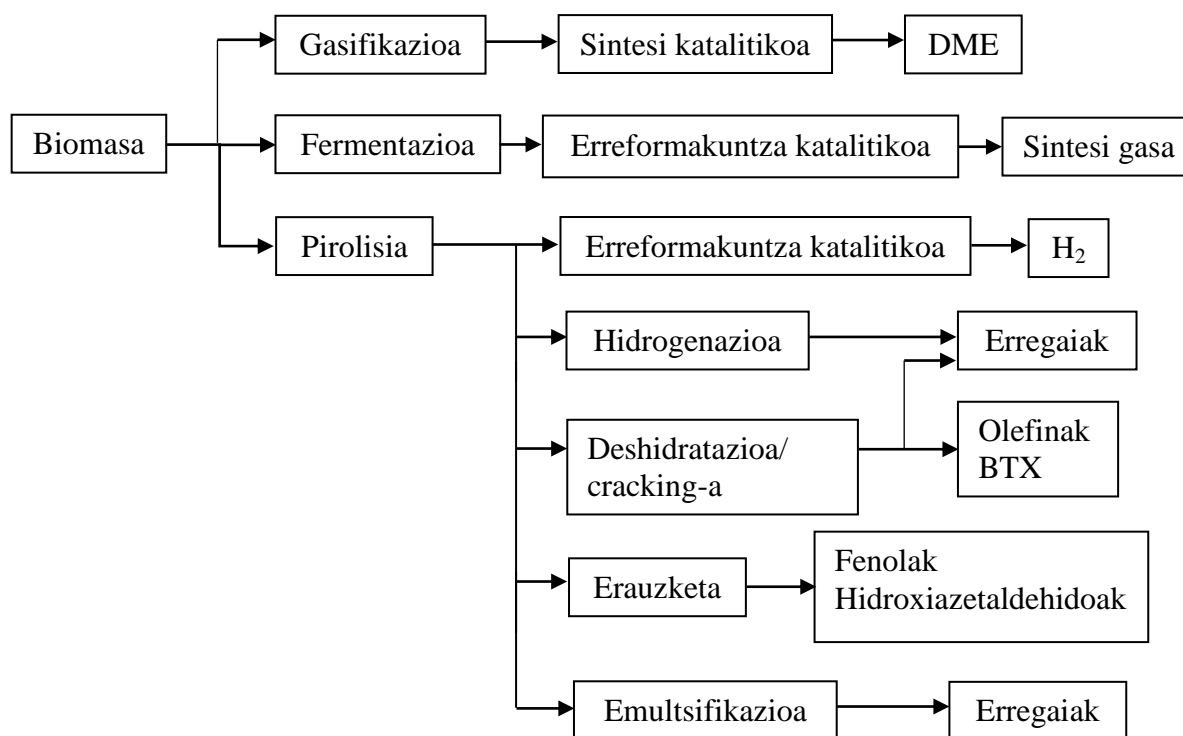 Gasifikazioa
Sintesi katalitikoa
DME
Biomasa
Fermentazioa
Erreformakuntza katalitikoa
Sintesi gasa
Pirolisia
Erreformakuntza katalitikoa
H₂
Hidrogenazioa
Erregaiak
Deshidratazioa/
cracking-a
Olefinak
BTX
Erauzketa
Fenolak
Hidroxiazetaldehidoak
Emultsifikazioa
Erregaiak